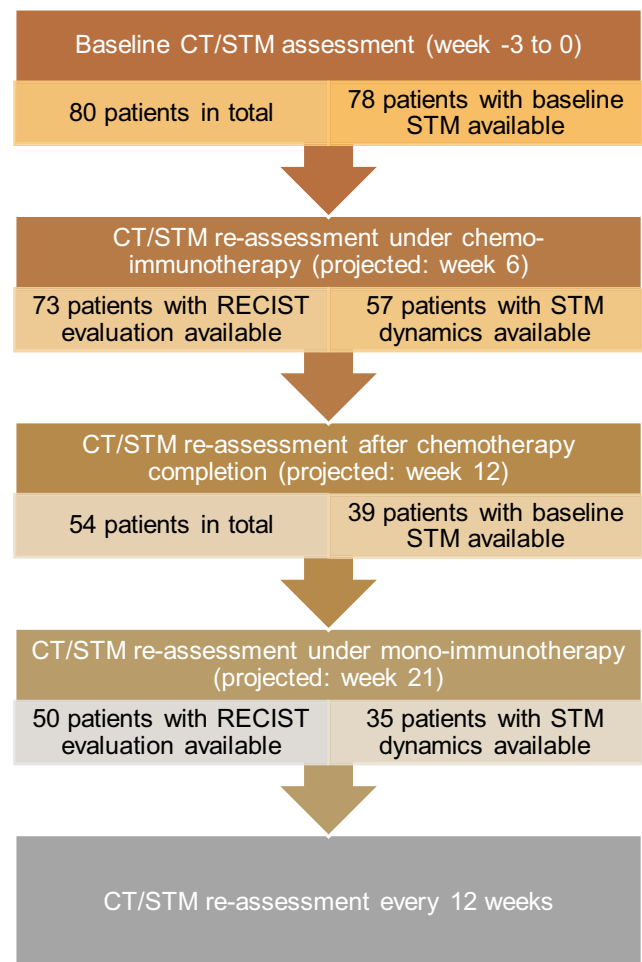 Baseline CT/STM assessment (week -3 to 0)
80 patients in total
78 patients with baseline
STM available
CT/STM re-assessment under chemo-
immunotherapy (projected: week 6)
73 patients with RECIST
evaluation available
57 patients with STM
dynamics available
CT/STM re-assessment after chemotherapy
completion (projected: week 12)
54 patients in total
39 patients with baseline
STM available
CT/STM re-assessment under mono-immunotherapy
(projected: week 21)
50 patients with RECIST
evaluation available
35 patients with STM
dynamics available
CT/STM re-assessment every 12 weeks